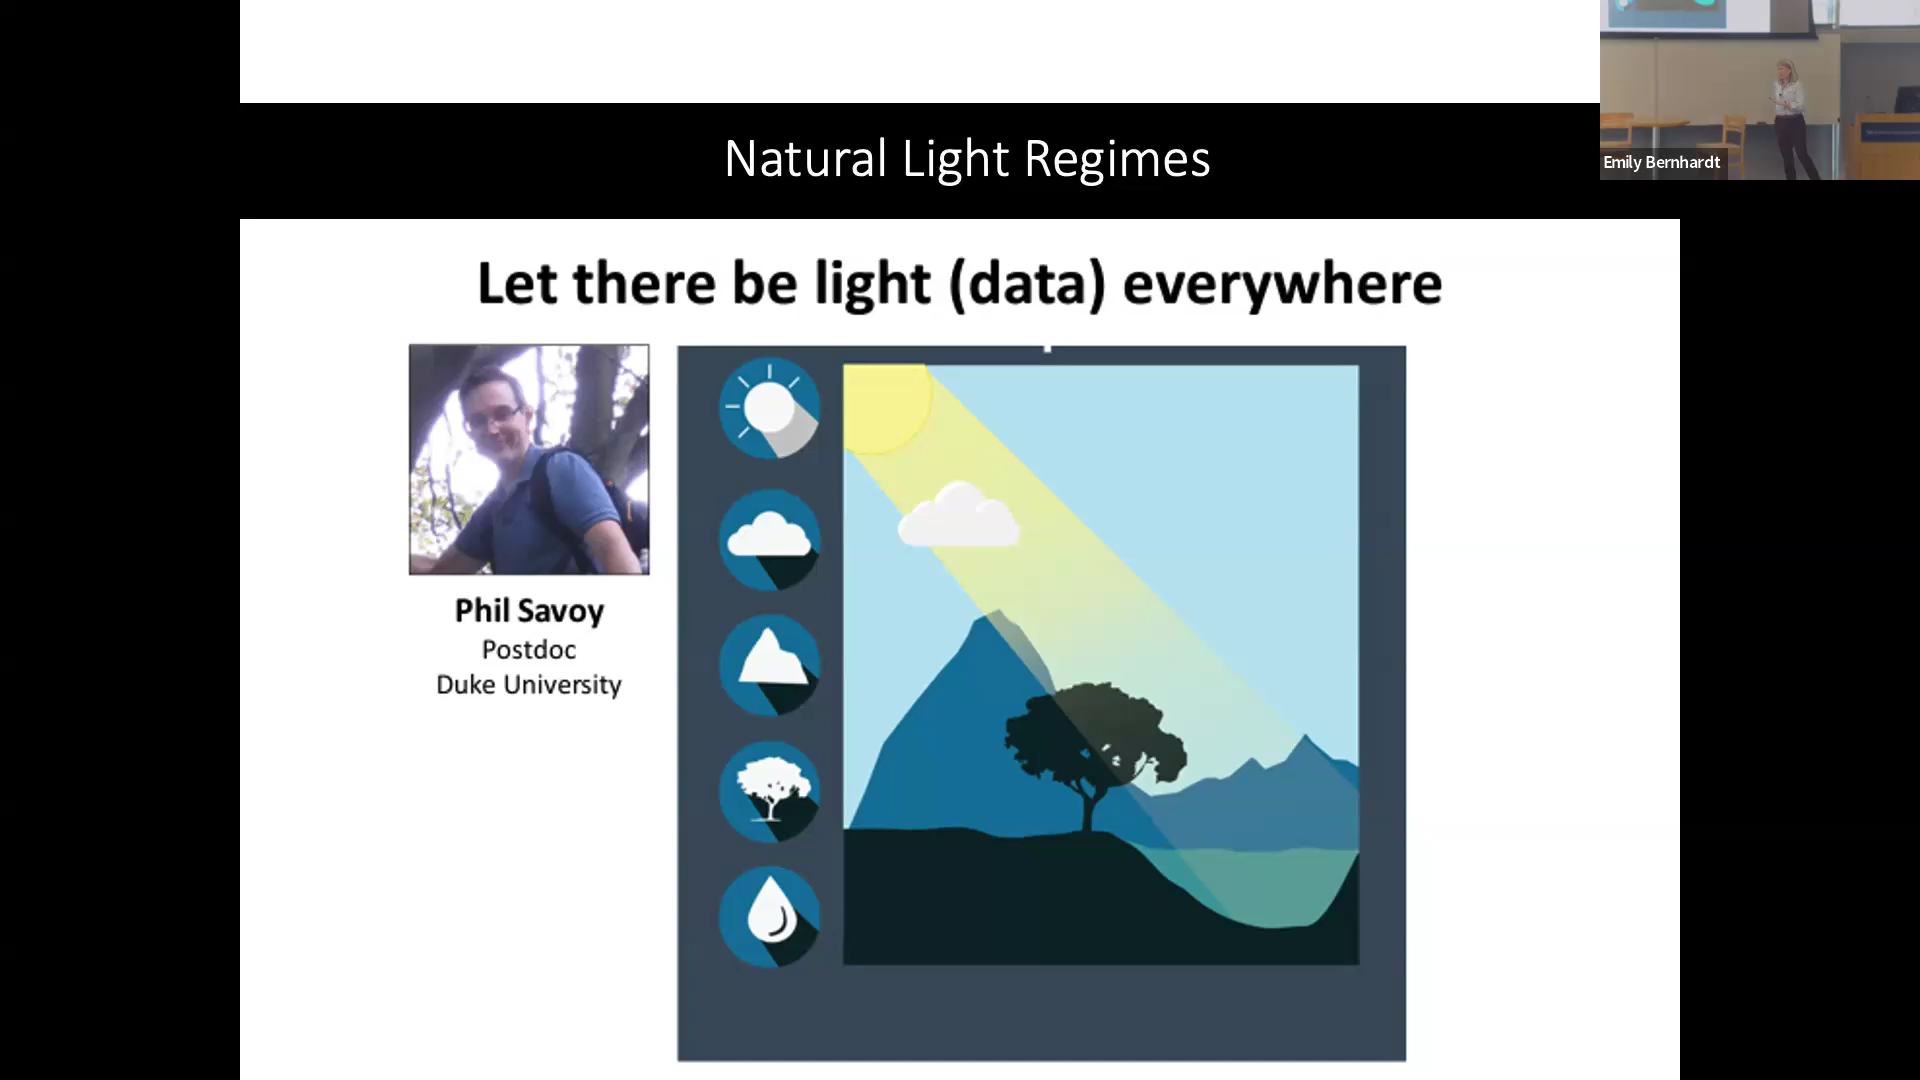 Natural Light Regimes
Emily Bernhardt
Let there be light (data) everywhere
Phil Savoy
Postdoc
Duke University